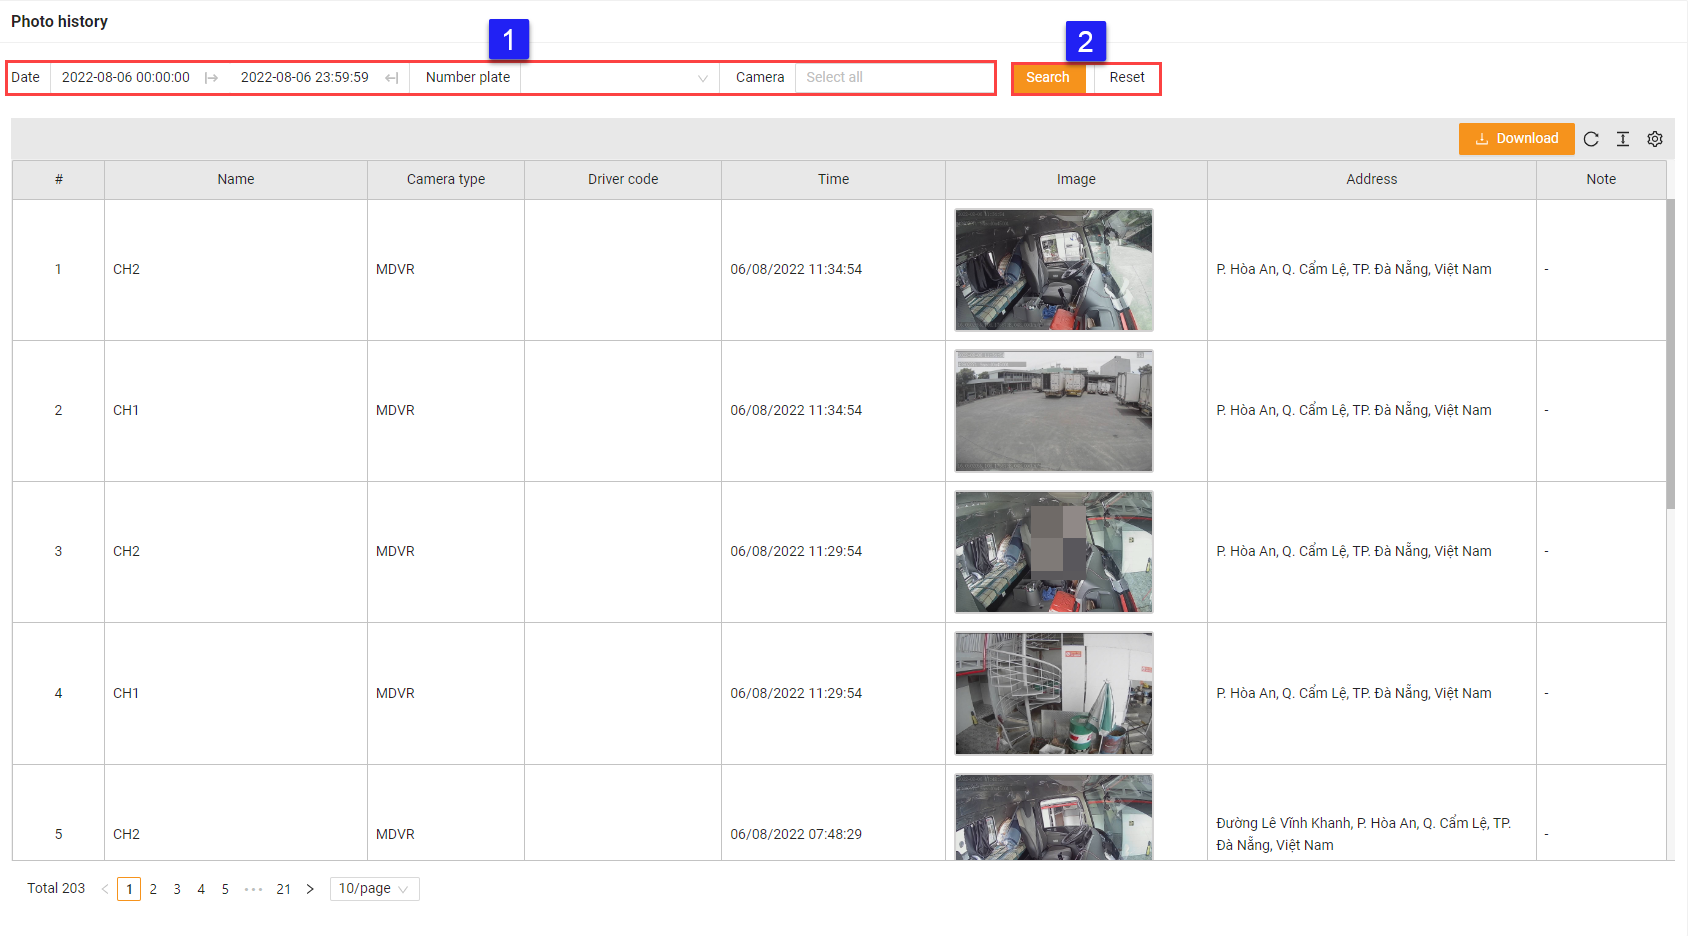 Photo history
1
2
Date 2022-08-06 00:00:00 2022-08-06 23:59:59 Number plate Camera Select all Search Reset
Download
# Name Camera type Driver code Time Image Address Note
1 CH2 MDVR 06/08/2022 11:34:54 P. Hòa An, Q. Cẩm Lệ, TP. Đà Nẵng, Việt Nam -
2 CH1 MDVR 06/08/2022 11:34:54 P. Hòa An, Q. Cẩm Lệ, TP. Đà Nẵng, Việt Nam -
3 CH2 MDVR 06/08/2022 11:29:54 P. Hòa An, Q. Cẩm Lệ, TP. Đà Nẵng, Việt Nam -
4 CH1 MDVR 06/08/2022 11:29:54 P. Hòa An, Q. Cẩm Lệ, TP. Đà Nẵng, Việt Nam -
5 CH2 MDVR 06/08/2022 07:48:29 Đường Lê Vĩnh Khanh, P. Hòa An, Q. Cẩm Lệ, TP.
Đà Nẵng, Việt Nam -
Total 203 < 1 2 3 4 5 ••• 21 > 10/page